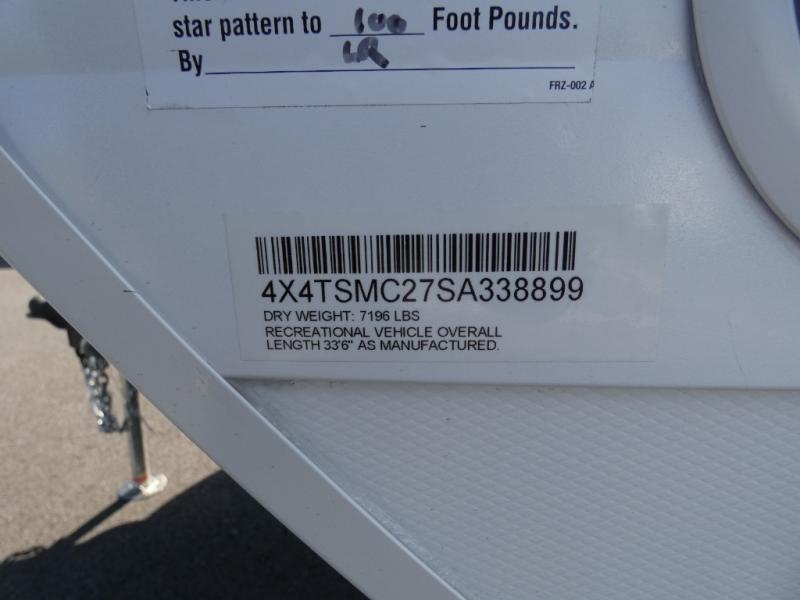 star pattern to 100 Foot Pounds.
By
FRZ-002 A
4X4TSMC27SA338899
DRY WEIGHT: 7196 LBS
RECREATIONAL VEHICLE OVERALL
LENGTH 33'6" AS MANUFACTURED.